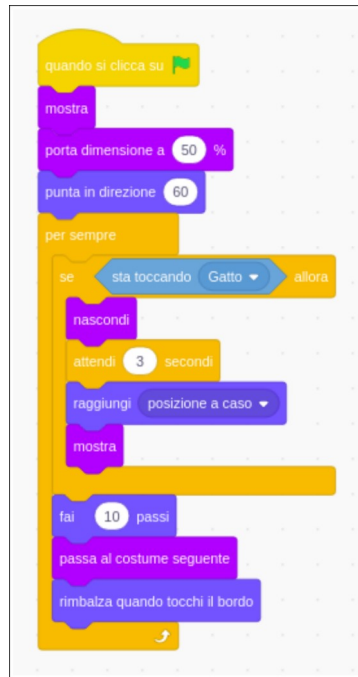 quando si clicca su
mostra
porta dimensione a 50 %
punta in direzione 60
per sempre
se sta toccando Gatto allora
nascondi
attendi 3 secondi
raggiungi posizione a caso
mostra
fai 10 passi
passa al costume seguente
rimbalza quando tocchi il bordo